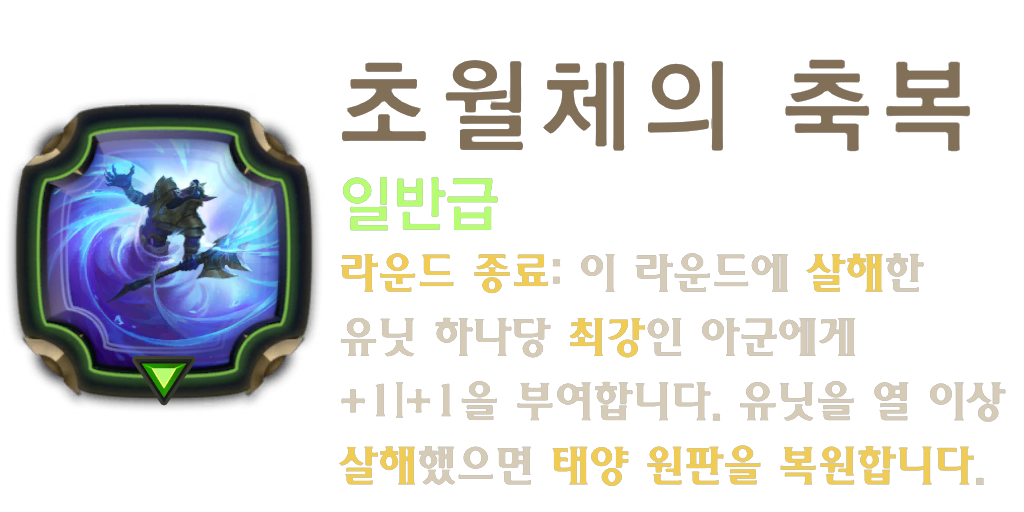 초월체의 축복
일반급
라운드 종료: 이 라운드에 살해한
유닛 하나당 최강인 아군에게
+1|+1을 부여합니다. 유닛을 열 이상
살해했으면 태양 원판을 복원합니다.